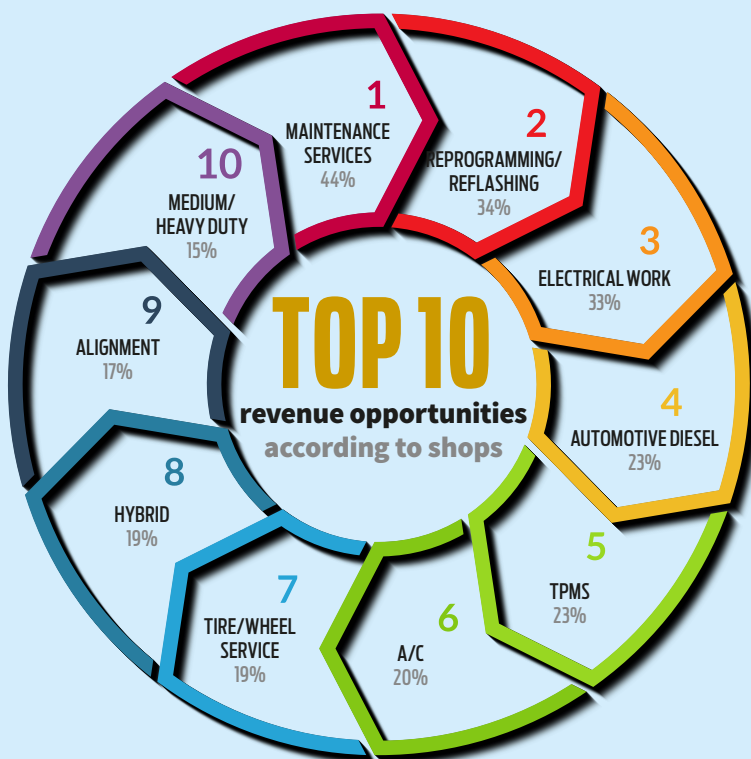 TOP 10
revenue opportunities
according to shops
1
MAINTENANCE
SERVICES
44%
2
REPROGRAMMING/
REFLASHING
34%
3
ELECTRICAL WORK
33%
4
AUTOMOTIVE DIESEL
23%
5
TPMS
23%
6
A/C
20%
7
TIRE/WHEEL
SERVICE
19%
8
HYBRID
19%
9
ALIGNMENT
17%
10
MEDIUM/
HEAVY DUTY
15%